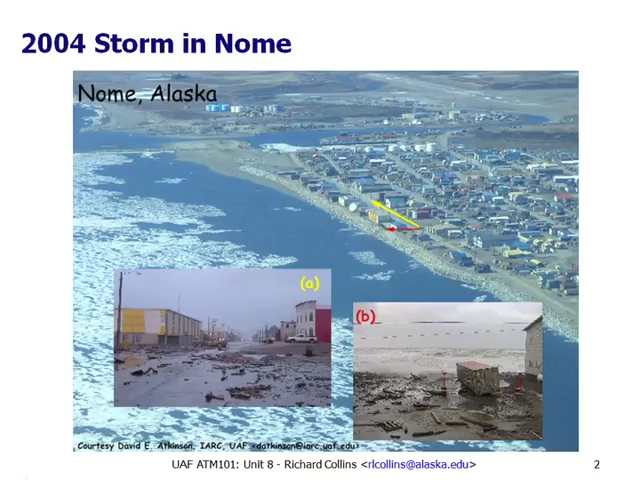 2004 Storm in Nome
Nome, Alaska
(a)
(b)
Courtesy David E. Atkinson, IARC, UAF <datkinson@iarc.uaf.edu>
UAF ATM101: Unit 8 - Richard Collins <rlcollins@alaska.edu>
2